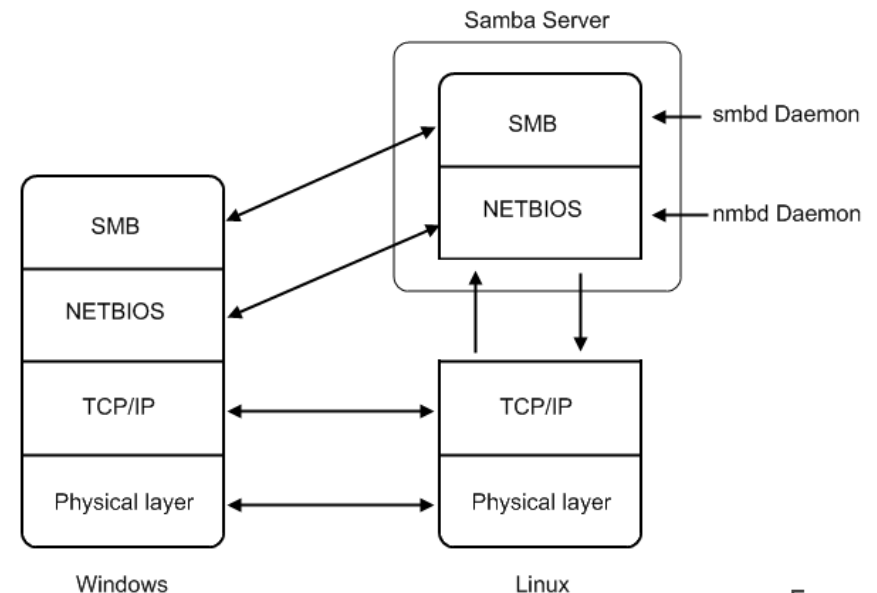 Samba Server
SMB
smbd Daemon
NETBIOS
nmbd Daemon
SMB
NETBIOS
TCP/IP
Physical layer
TCP/IP
Physical layer
Windows
Linux